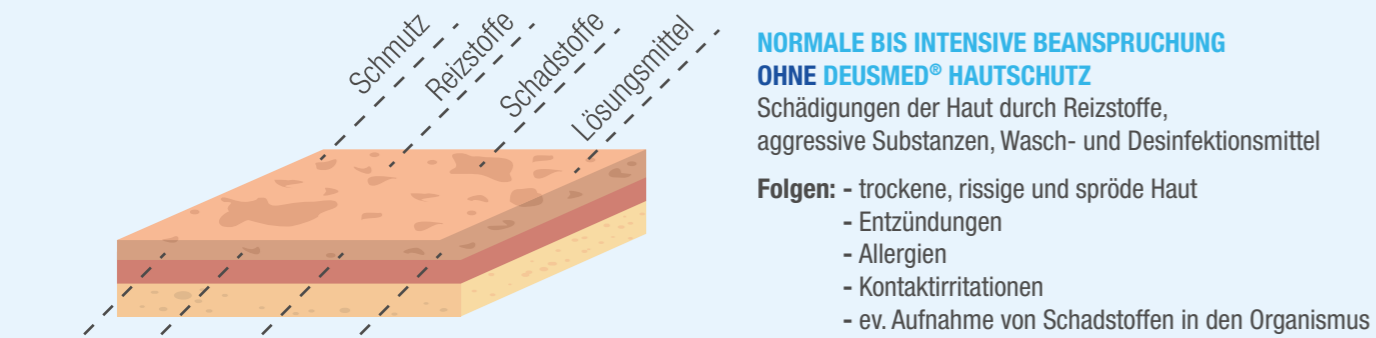 Schmutz
Reizstoffe
Schadstoffe
Lösungsmittel
NORMALE BIS INTENSIVE BEANSPRUCHUNG
OHNE DEUSMED® HAUTSCHUTZ
Schädigungen der Haut durch Reizstoffe,
aggressive Substanzen, Wasch- und Desinfektionsmittel
Folgen: - trockene, rissige und spröde Haut
- Entzündungen
- Allergien
- Kontaktirritationen
- ev. Aufnahme von Schadstoffen in den Organismus